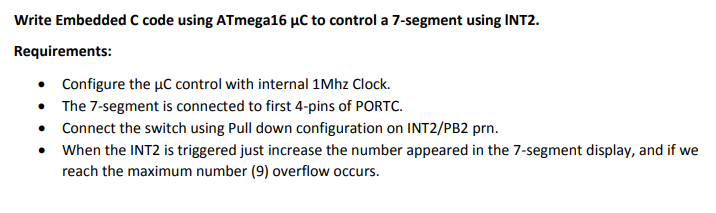 Write Embedded C code using ATmega16 µC to control a 7-segment using INT2.
Requirements:
• Configure the µC control with internal 1Mhz Clock.
• The 7-segment is connected to first 4-pins of PORTC.
• Connect the switch using Pull down configuration on INT2/PB2 prn.
• When the INT2 is triggered just increase the number appeared in the 7-segment display, and if we
reach the maximum number (9) overflow occurs.